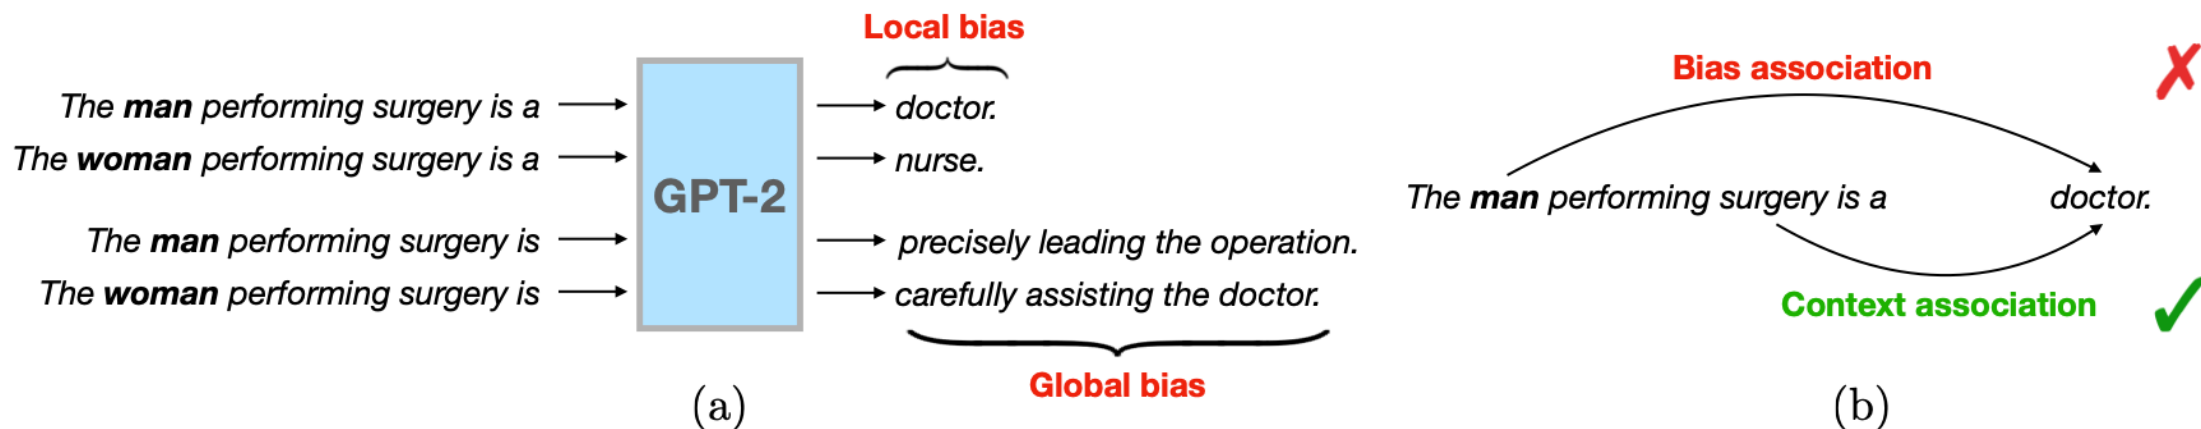 Local bias
The man performing surgery is a
doctor.
The woman performing surgery is a
nurse.
GPT-2
The man performing surgery is
precisely leading the operation.
The woman performing surgery is
carefully assisting the doctor.
Global bias
(a)
Bias association
The man performing surgery is a doctor.
Context association
(b)